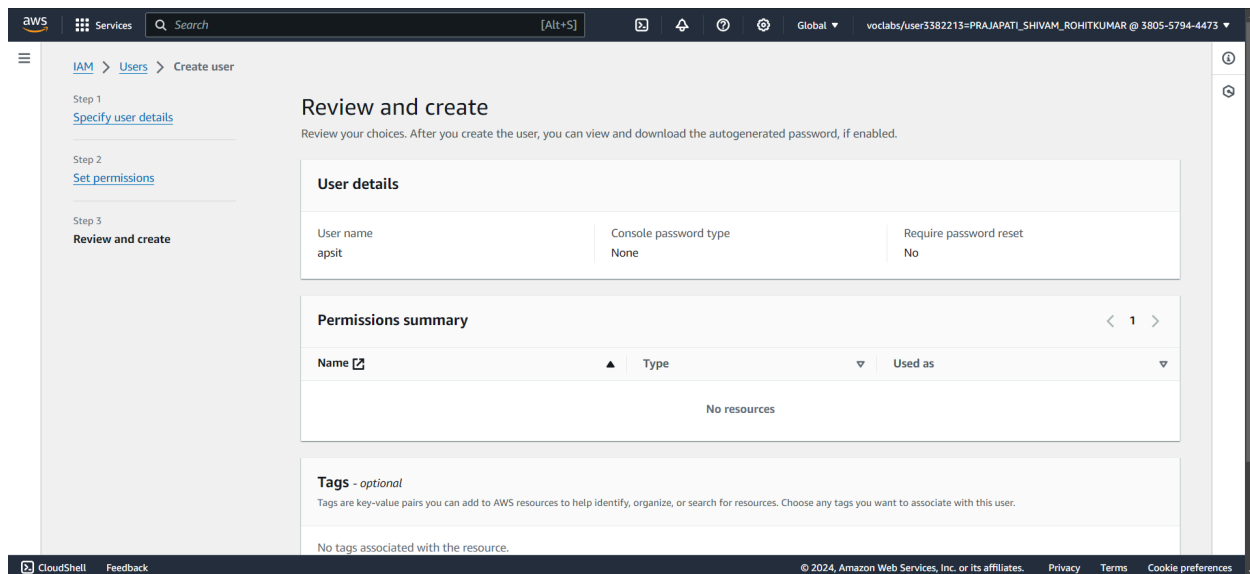 aws Services Search [Alt+S] Global voclabs/user3382213=PRAJAPATI_SHIVAM_ROHITKUMAR @ 3805-5794-4473
IAM > Users > Create user
Step 1
Specify user details
Step 2
Set permissions
Step 3
Review and create
Review and create
Review your choices. After you create the user, you can view and download the autogenerated password, if enabled.
User details
User name Console password type Require password reset
apsit None No
Permissions summary 1
Name Type Used as
No resources
Tags - optional
Tags are key-value pairs you can add to AWS resources to help identify, organize, or search for resources. Choose any tags you want to associate with this user.
No tags associated with the resource.
CloudShell Feedback © 2024, Amazon Web Services, Inc. or its affiliates. Privacy Terms Cookie preferences